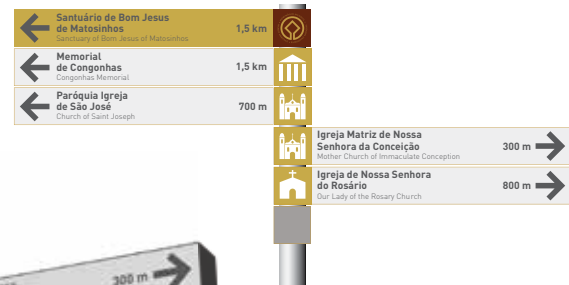 Santuário de Bom Jesus
de Matosinhos
Sanctuary of Bom Jesus of Matosinhos
1,5 km
Memorial
de Congonhas
Congonhas Memorial
1,5 km
Paróquia Igreja
de São José
Church of Saint Joseph
700 m
Igreja Matriz de Nossa
Senhora da Conceição
Mother Church of Immaculate Conception
300 m
Igreja de Nossa Senhora
do Rosário
Our Lady of the Rosary Church
800 m
300 m